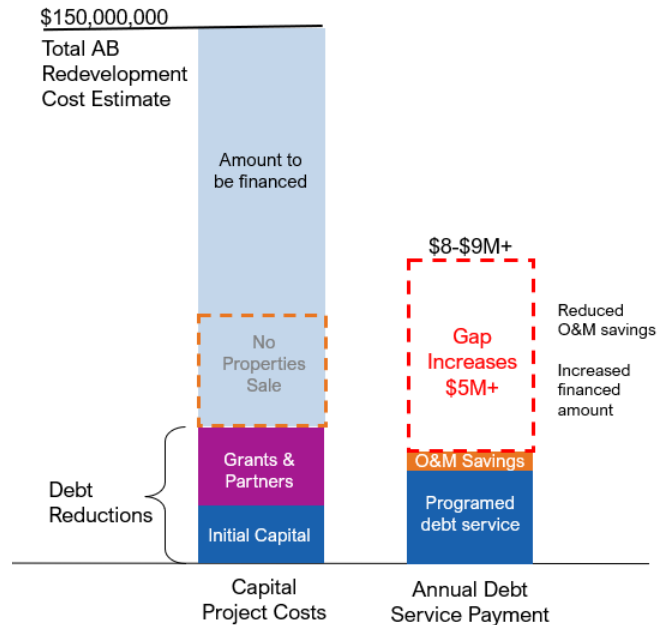 $150,000,000
Total AB
Redevelopment
Cost Estimate
Amount to
be financed
No
Properties
Sale
Grants &
Partners
Initial Capital
Debt
Reductions
Capital
Project Costs
$8-$9M+
Gap
Increases
$5M+
O&M Savings
Programed
debt service
Reduced
O&M savings
Increased
financed
amount
Annual Debt
Service Payment